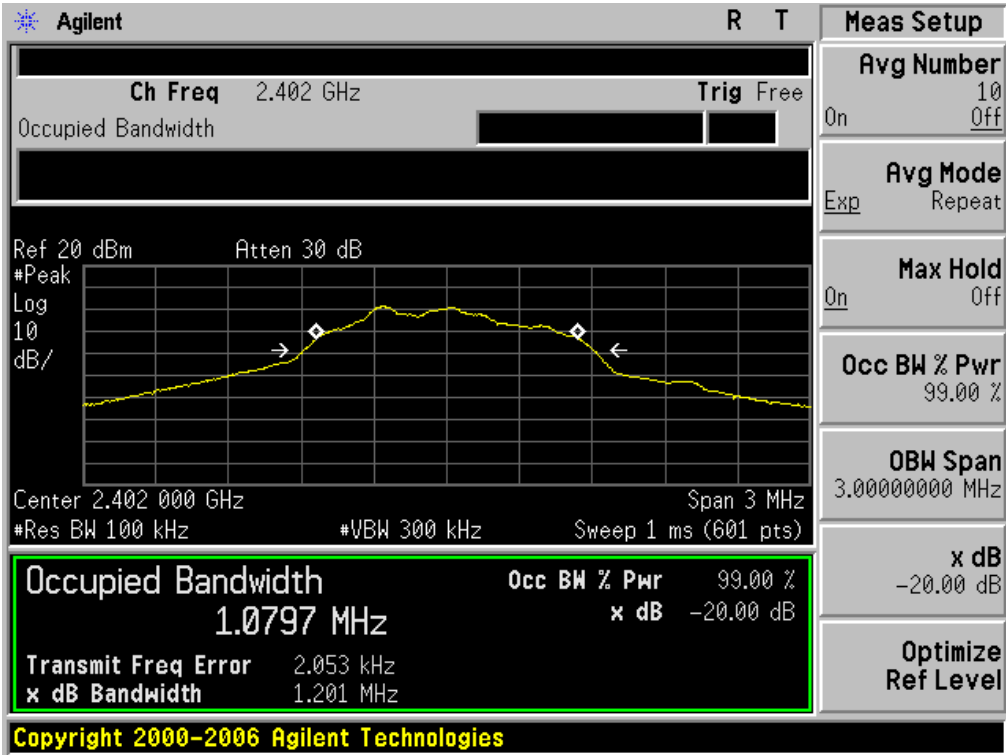 Agilent R T
Ch Freq 2.402 GHz Trig Free
Occupied Bandwidth
Ref 20 dBm Atten 30 dB
#Peak
Log
10
dB/
Center 2.402 000 GHz Span 3 MHz
#Res BW 100 kHz #VBW 300 kHz Sweep 1 ms (601 pts)
Occupied Bandwidth
1.0797 MHz
Occ BW % Pwr 99.00 %
x dB -20.00 dB
Transmit Freq Error 2.053 kHz
x dB Bandwidth 1.201 MHz
Meas Setup
Avg Number
10
On Off
Avg Mode
Exp Repeat
Max Hold
On Off
Occ BW % Pwr
99.00 %
OBW Span
3.00000000 MHz
x dB
-20.00 dB
Optimize
Ref Level
Copyright 2000-2006 Agilent Technologies